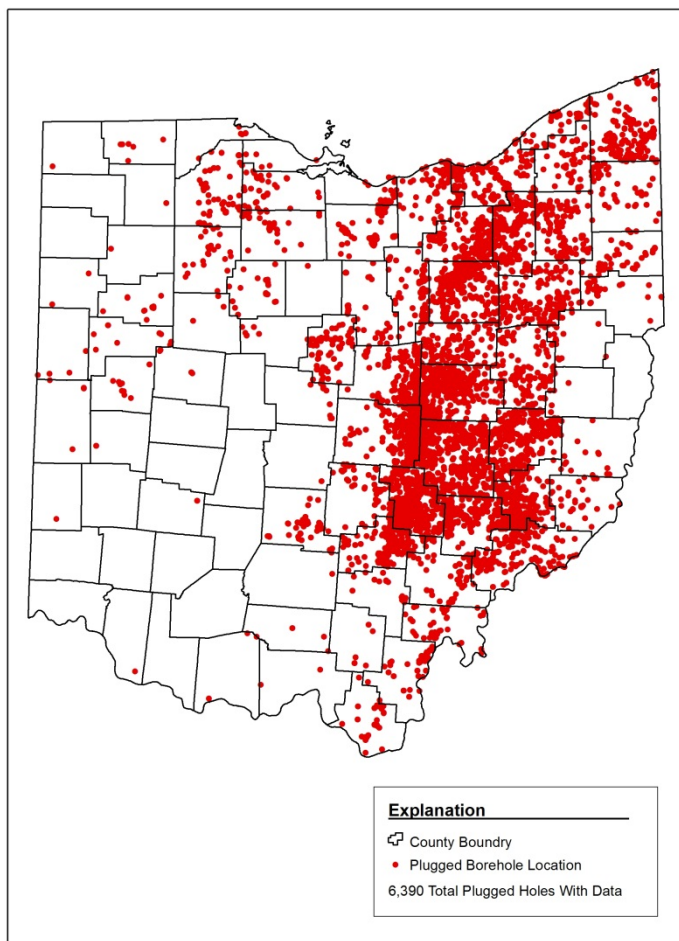 Explanation
County Boundry
Plugged Borehole Location
6,390 Total Plugged Holes With Data